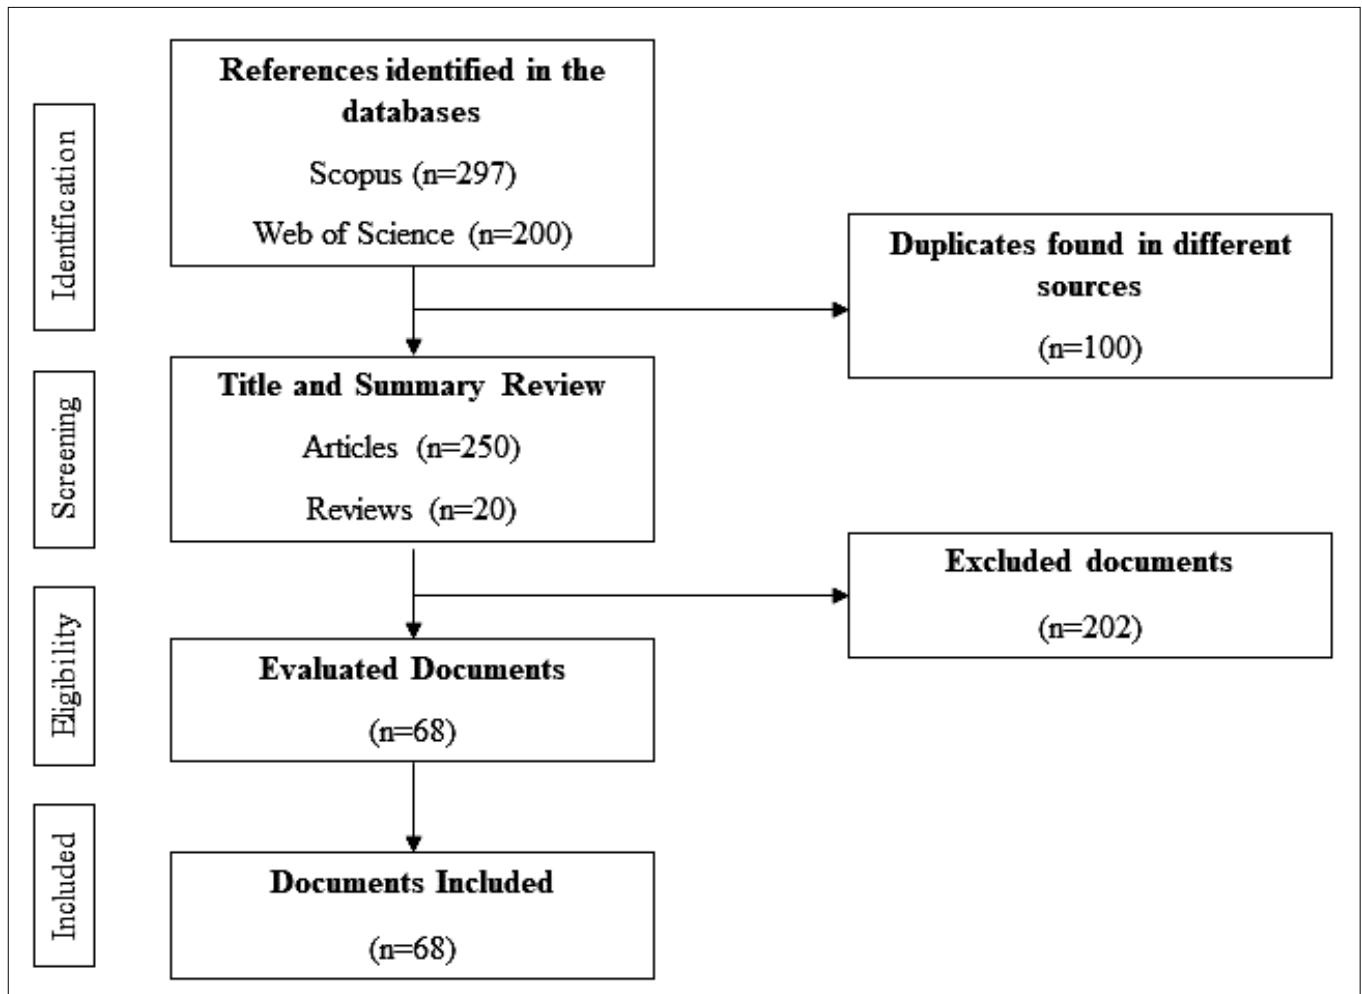 Identification
References identified in the
databases
Scopus (n=297)
Web of Science (n=200)
Duplicates found in different
sources
(n=100)
Screening
Title and Summary Review
Articles (n=250)
Reviews (n=20)
Excluded documents
(n=202)
Eligibility
Evaluated Documents
(n=68)
Included
Documents Included
(n=68)